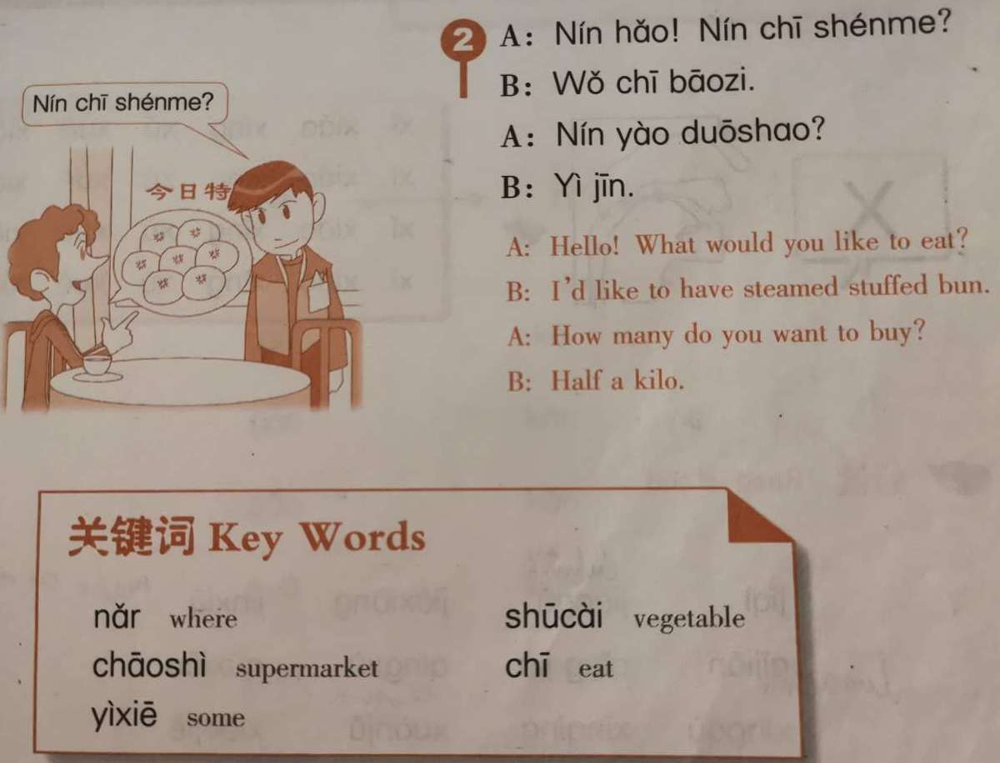 2 A: Nín hǎo! Nín chī shénme?
B: Wǒ chī bāozi.
A: Nín yào duōshao?
B: Yì jīn.
Nín chī shénme?
今日特
A: Hello! What would you like to eat?
B: I'd like to have steamed stuffed bun.
A: How many do you want to buy?
B: Half a kilo.
关键词 Key Words
nǎr where
chāoshì supermarket
yìxiē some
shūcài vegetable
chī eat